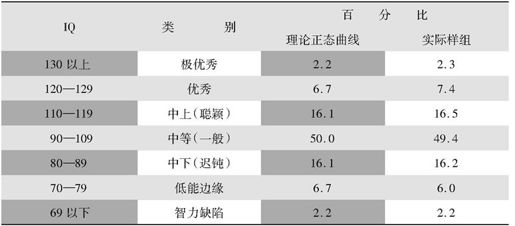 IQ 类 别 百 分 比
理论正态曲线 实际样组
130 以上 极优秀 2.2 2.3
120—129 优秀 6.7 7.4
110—119 中上(聪颖) 16.1 16.5
90—109 中等(一般) 50.0 49.4
80—89 中下(迟钝) 16.1 16.2
70—79 低能边缘 6.7 6.0
69 以下 智力缺陷 2.2 2.2